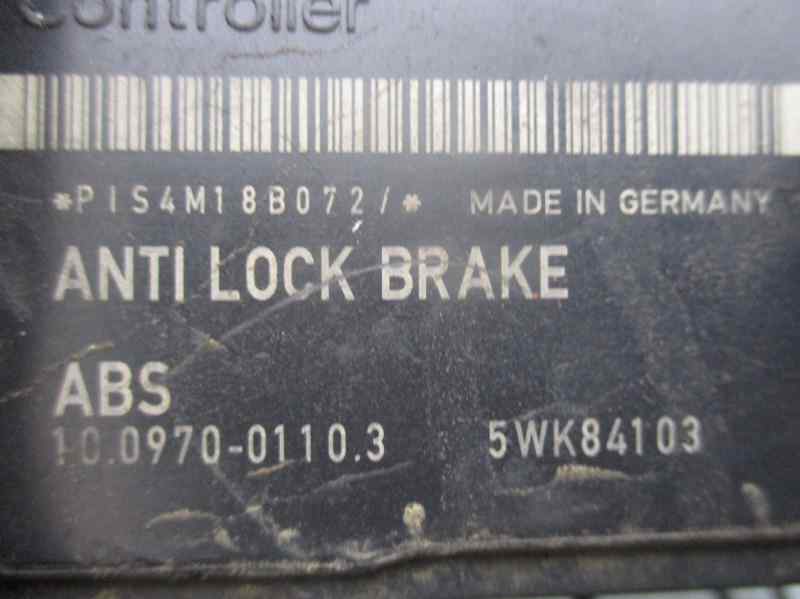 Controller
*PIS4M18B072/* MADE IN GERMANY
ANTI LOCK BRAKE
ABS
10.0970-0110.3 5WK84103